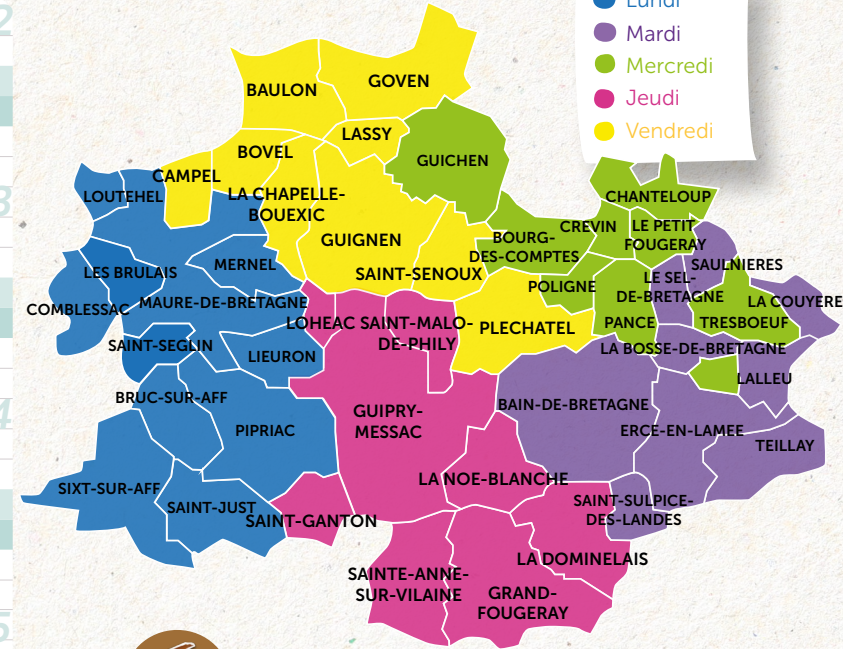 2
3
4
5
Lundi
Mardi
Mercredi
Jeudi
Vendredi
BAULON
GOVEN
LASSY
BOVEL
GUICHEN
CAMPEL
LOUTEHEL
LA CHAPELLE-
BOUEXIC
CHANTELOUP
GUIGNEN
BOURG-
DES-COMPTES
CREVIN
LE PETIT
FOUGERAY
LES BRULAIS
MERNEL
SAINT-SENOUX
POLIGNE
LE SEL-
DE-BRETAGNE
SAULNIERES
COMBLESSAC
MAURE-DE-BRETAGNE
LA COUYERE
LOHEAC
SAINT-MALO-
DE-PHILY
PLECHATEL
PANCE
TRESBOEUF
SAINT-SEGLIN
LIEURON
LA BOSSE-DE-BRETAGNE
LALLEU
BRUC-SUR-AFF
GUIPRY-
MESSAC
BAIN-DE-BRETAGNE
PIPRIAC
ERCE-EN-LAMEE
TEILLAY
SIXT-SUR-AFF
LA NOE-BLANCHE
SAINT-JUST
SAINT-GANTON
SAINT-SULPICE-
DES-LANDES
LA DOMINELAIS
SAINTE-ANNE-
SUR-VILAINE
GRAND-
FOUGERAY